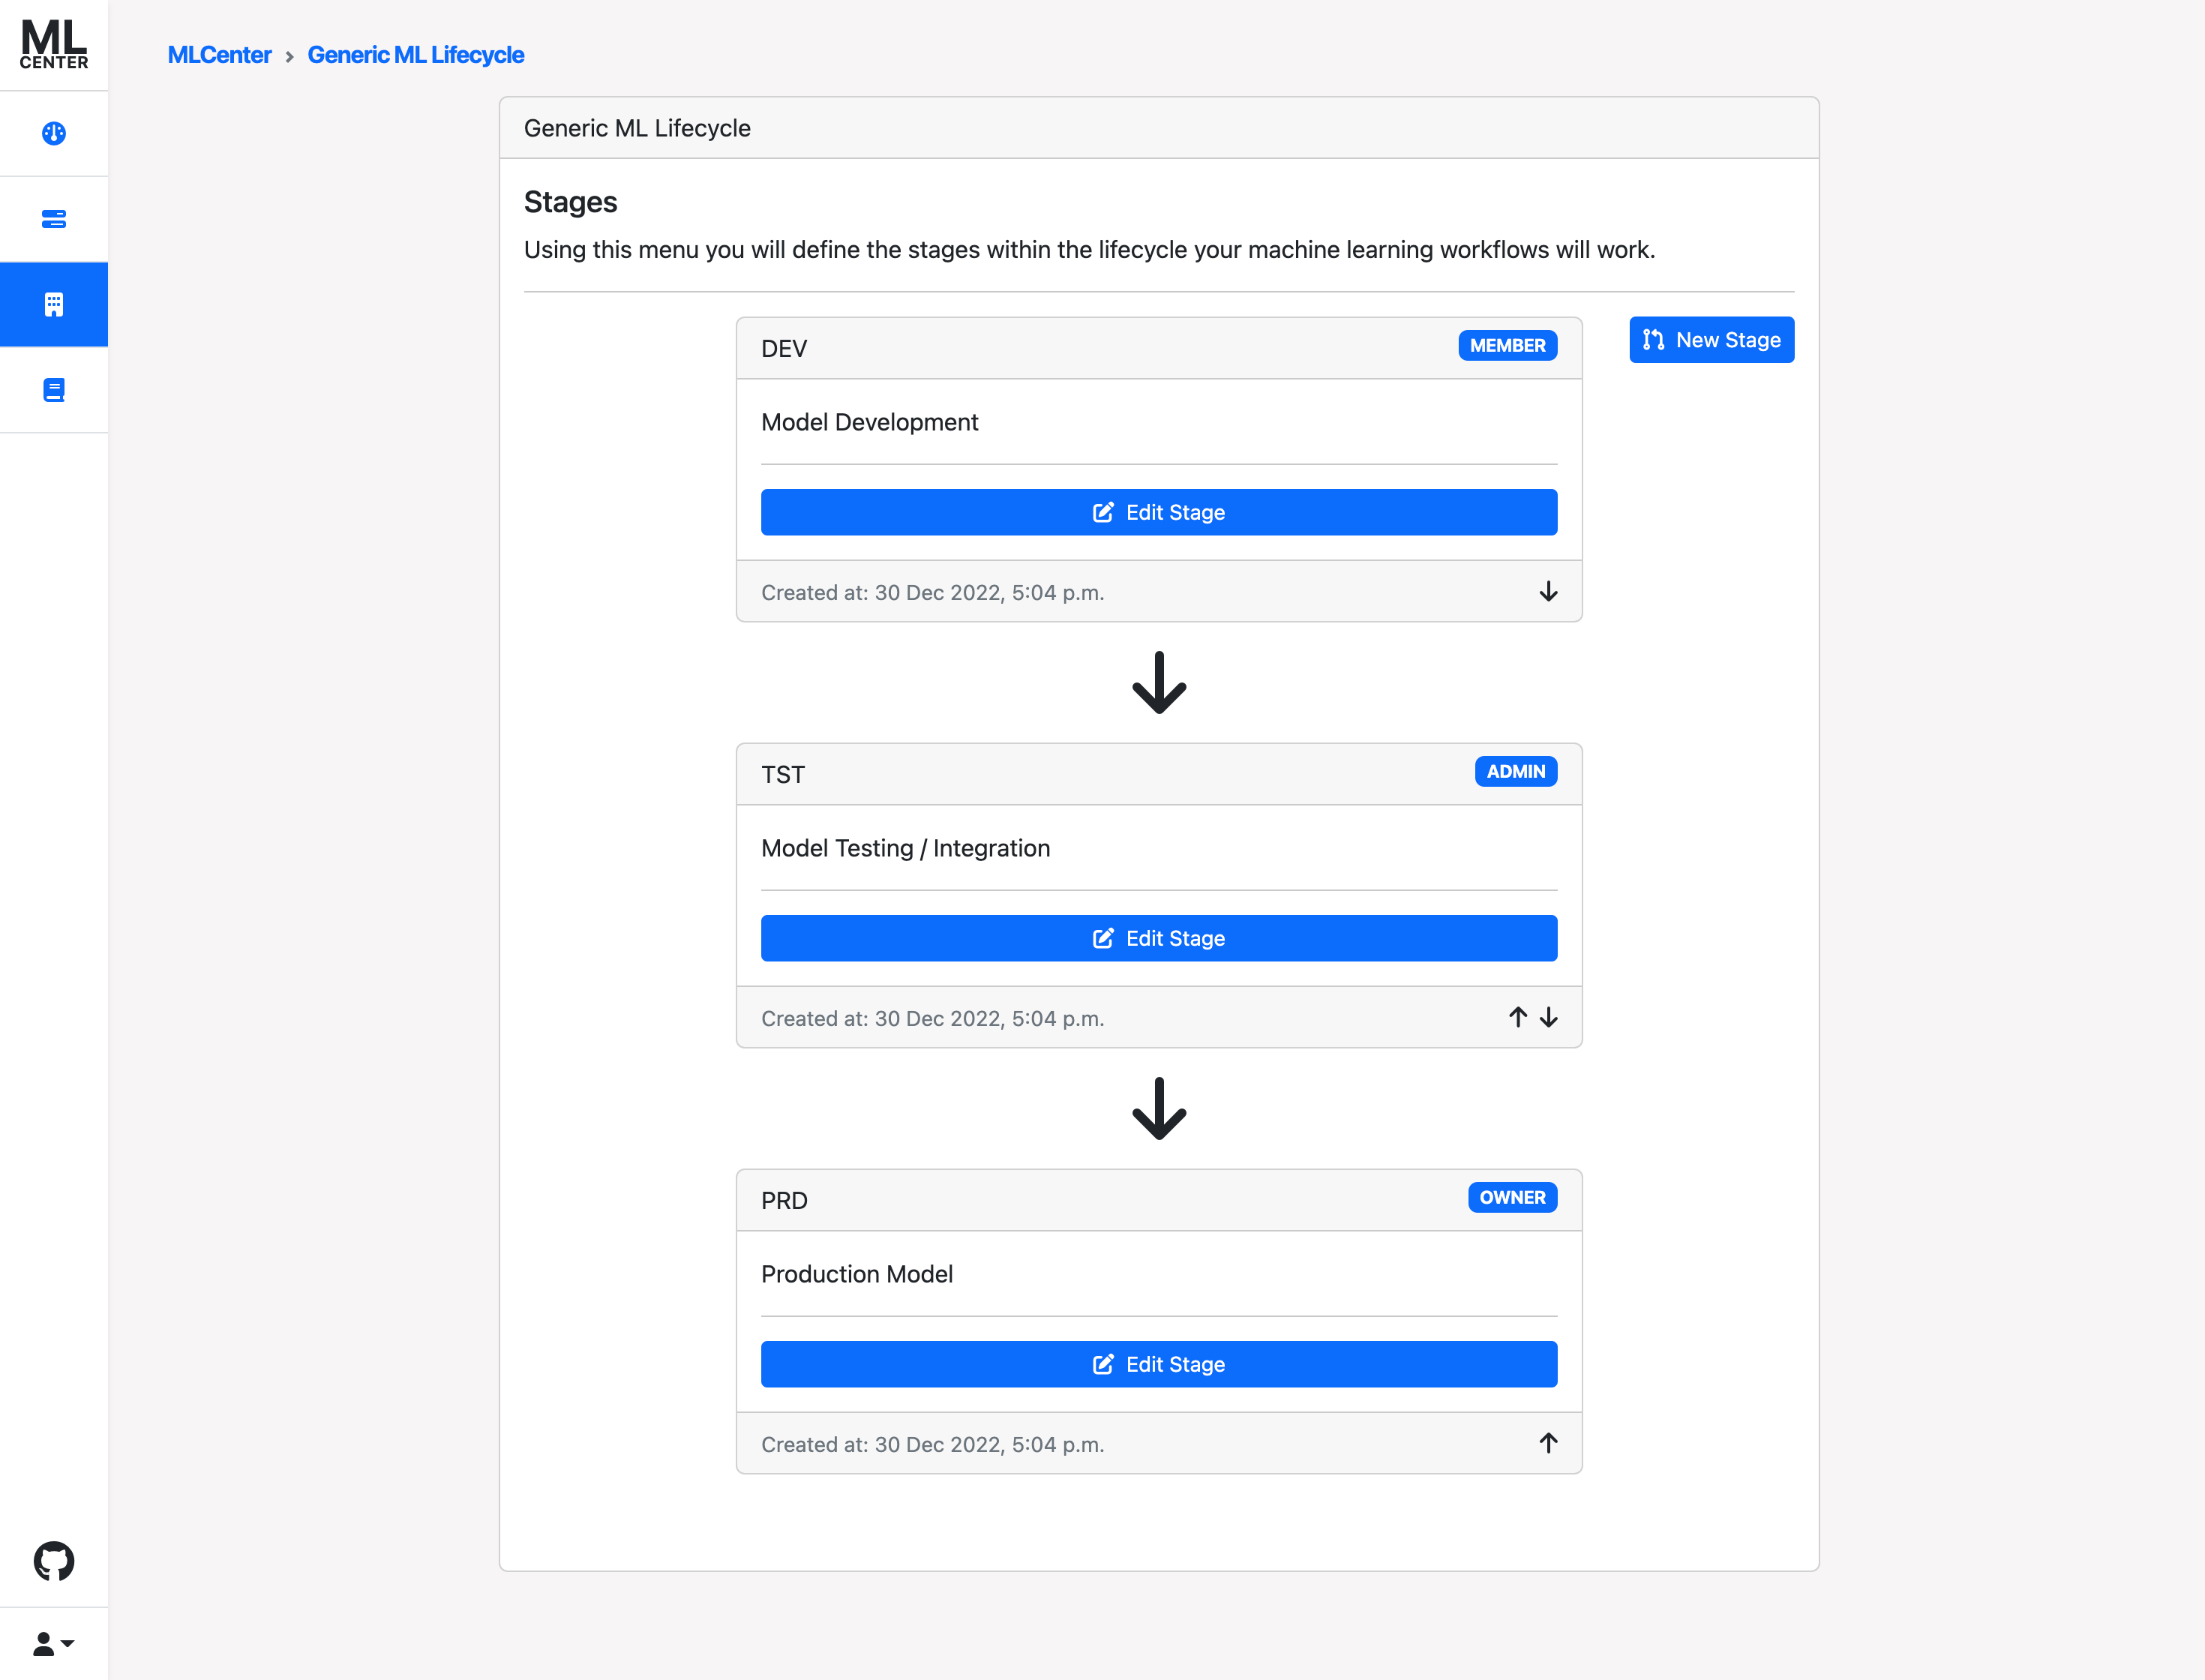 ML
CENTER
MLCenter › Generic ML Lifecycle
Generic ML Lifecycle
Stages
Using this menu you will define the stages within the lifecycle your machine learning workflows will work.
New Stage
DEV MEMBER
Model Development
Edit Stage
Created at: 30 Dec 2022, 5:04 p.m.
TST ADMIN
Model Testing / Integration
Edit Stage
Created at: 30 Dec 2022, 5:04 p.m.
PRD OWNER
Production Model
Edit Stage
Created at: 30 Dec 2022, 5:04 p.m.